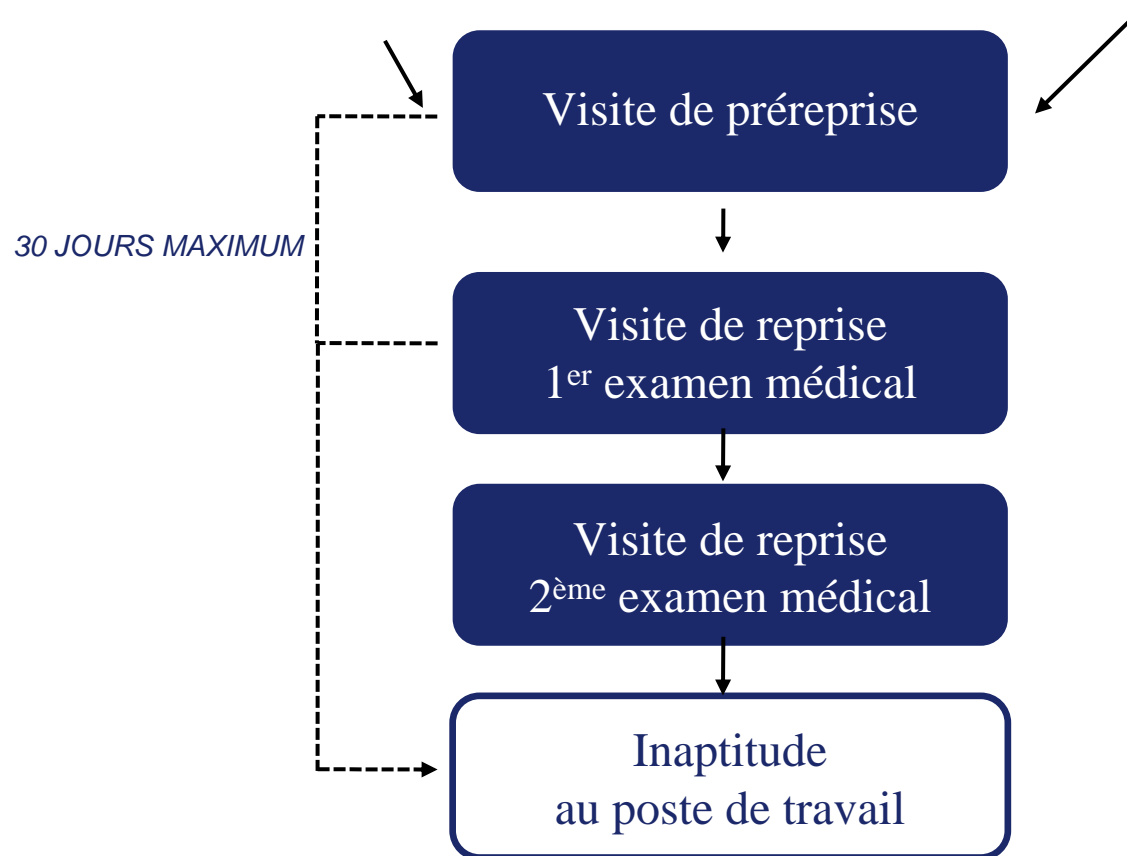 Visite de préreprise
30 JOURS MAXIMUM
Visite de reprise
1er examen médical
Visite de reprise
2ème examen médical
Inaptitude
au poste de travail